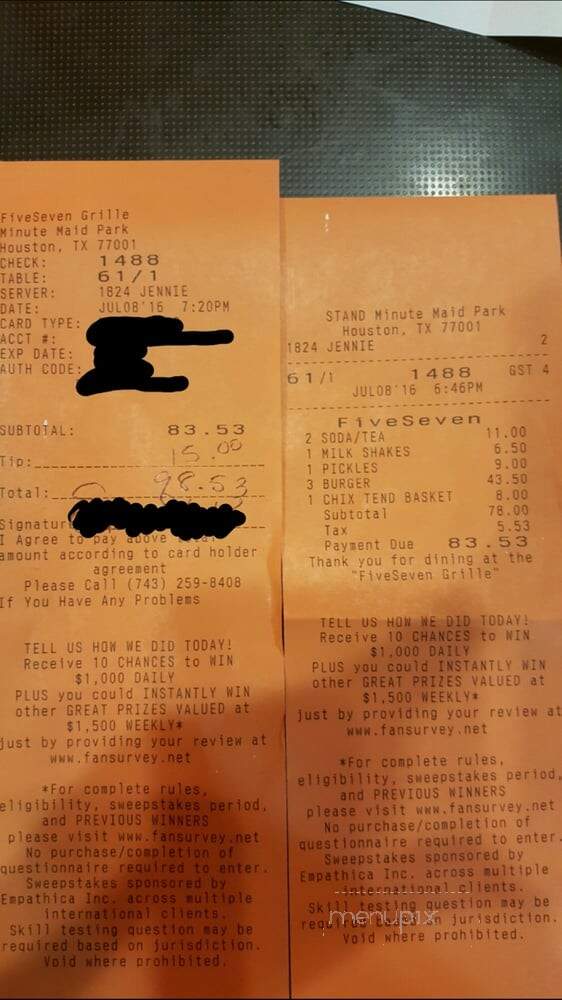 FiveSeven Grille
Minute Maid Park
Houston, TX 77001
CHECK: 1488
TABLE: 61/1
SERVER: 1824 JENNIE
DATE: JUL08'16 7:20PM
CARD TYPE:
ACCT #:
EXP DATE:
AUTH CODE:
SUBTOTAL: 83.53
Tip: 15.00
Total: 98.53
Signatur
I Agree to pay above total
amount according to card holder
agreement
Please Call (743) 259-8408
If You Have Any Problems
TELL US HOW WE DID TODAY!
Receive 10 CHANCES to WIN
$1,000 DAILY
PLUS you could INSTANTLY WIN
other GREAT PRIZES VALUED at
$1,500 WEEKLY*
just by providing your review at
www.fansurvey.net
*For complete rules,
eligibility, sweepstakes period,
and PREVIOUS WINNERS
please visit www.fansurvey.net
No purchase/completion of
questionnaire required to enter.
Sweepstakes sponsored by
Empathica Inc. across multiple
international clients.
Skill testing question may be
required based on jurisdiction.
Void where prohibited.
STAND Minute Maid Park
Houston, TX 77001
1824 JENNIE 2
61/1 1488 GST 4
JUL08'16 6:46PM
FiveSeven
2 SODA/TEA 11.00
1 MILK SHAKES 6.50
1 PICKLES 9.00
3 BURGER 43.50
1 CHIX TEND BASKET 8.00
Subtotal 78.00
Tax 5.53
Payment Due 83.53
Thank you for dining at the
"FiveSeven Grille"
TELL US HOW WE DID TODAY!
Receive 10 CHANCES to WIN
$1,000 DAILY
PLUS you could INSTANTLY WIN
other GREAT PRIZES VALUED at
$1,500 WEEKLY*
just by providing your review at
www.fansurvey.net
*For complete rules,
eligibility, sweepstakes period,
and PREVIOUS WINNERS
please visit www.fansurvey.net
No purchase/completion of
questionnaire required to enter.
Sweepstakes sponsored by
Empathica Inc. across multiple
international clients.
Skill testing question may be
required based on jurisdiction.
Void where prohibited.
menupix